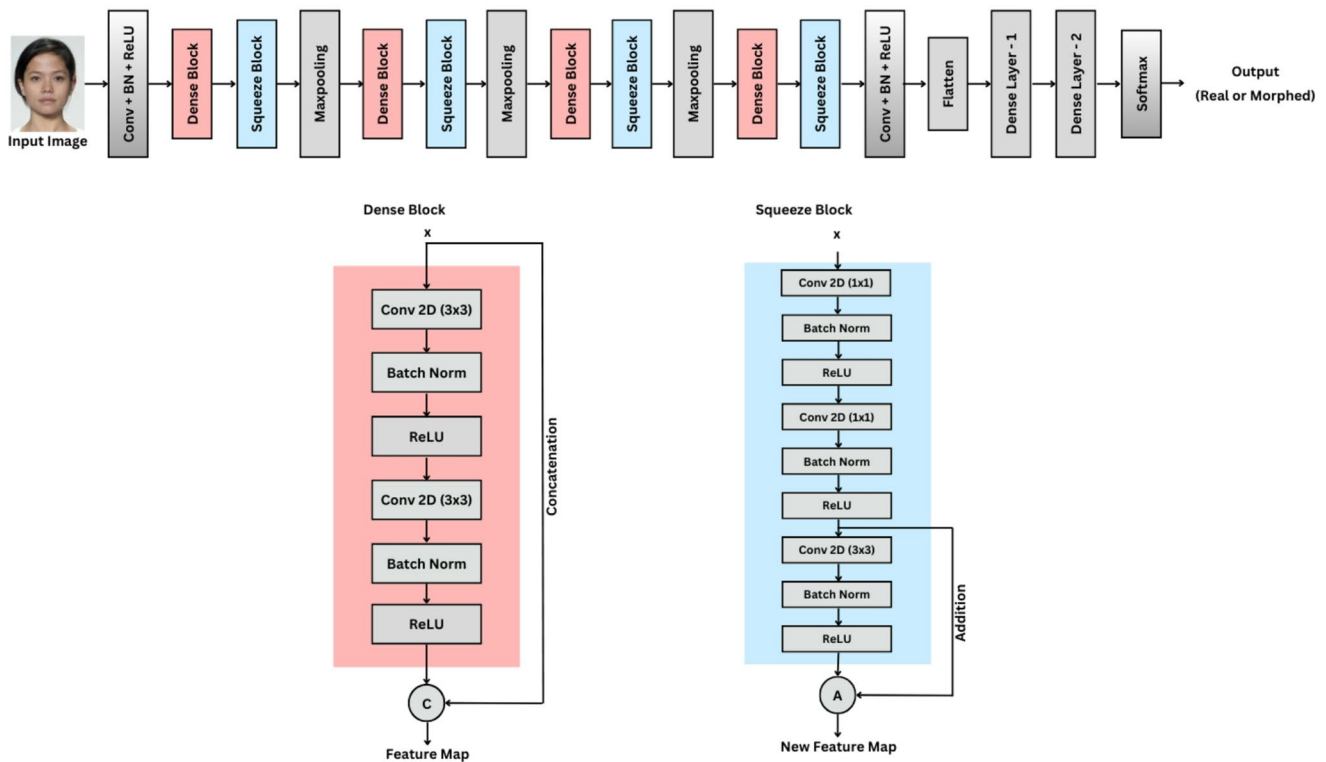 Input Image
Conv + BN + ReLU
Dense Block
Squeeze Block
Maxpooling
Dense Block
Squeeze Block
Maxpooling
Dense Block
Squeeze Block
Maxpooling
Dense Block
Squeeze Block
Conv + BN + ReLU
Flatten
Dense Layer - 1
Dense Layer - 2
Softmax
Output
(Real or Morphed)
Dense Block
x
Conv 2D (3x3)
Batch Norm
ReLU
Conv 2D (3x3)
Batch Norm
ReLU
Concatenation
C
Feature Map
Squeeze Block
x
Conv 2D (1x1)
Batch Norm
ReLU
Conv 2D (1x1)
Batch Norm
ReLU
Conv 2D (3x3)
Batch Norm
ReLU
Addition
A
New Feature Map